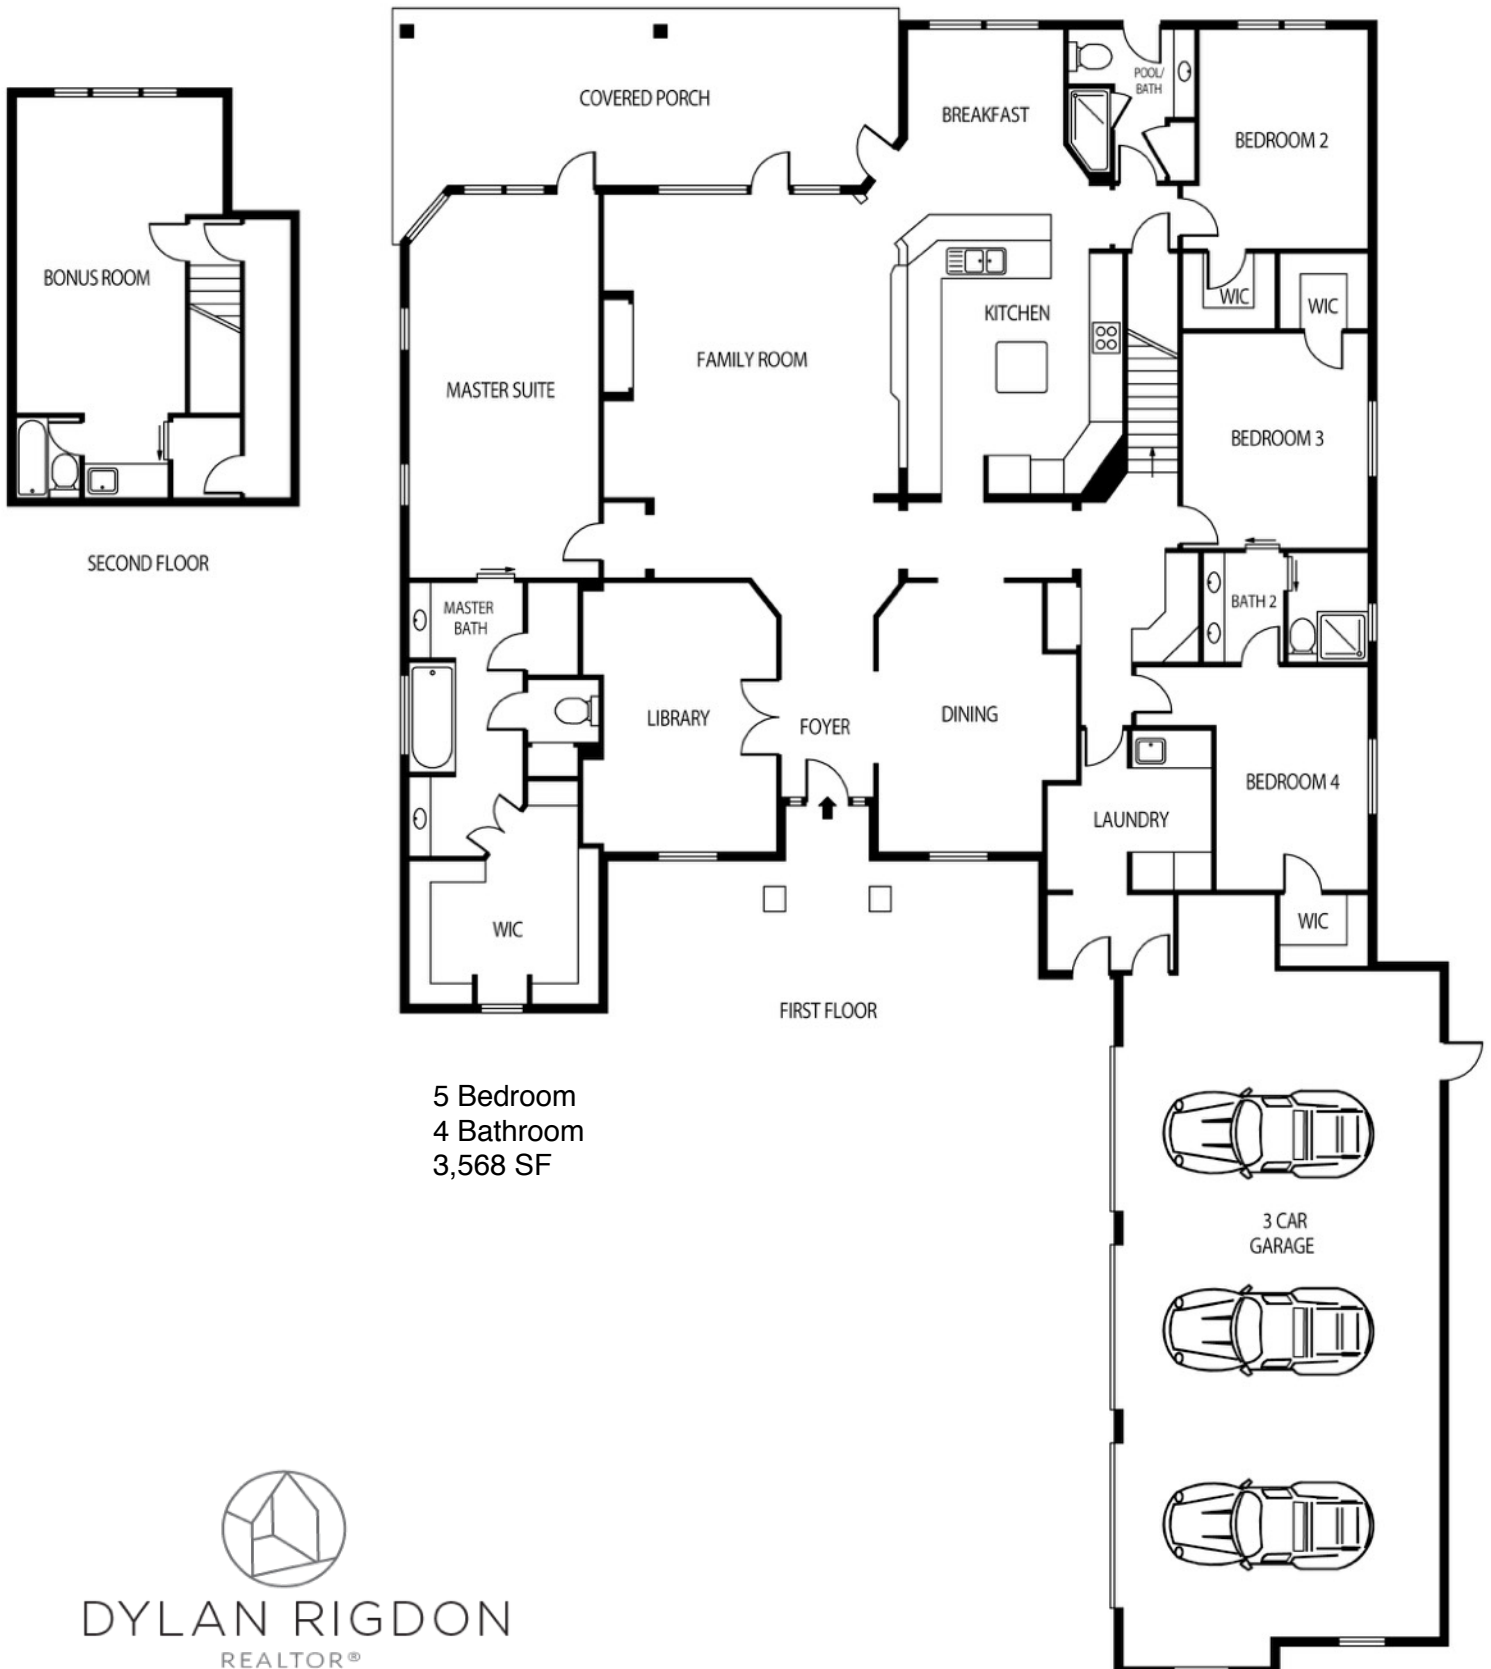 COVERED PORCH
BREAKFAST
POOL/
BATH
BEDROOM 2
BONUS ROOM
WIC
WIC
KITCHEN
FAMILY ROOM
MASTER SUITE
BEDROOM 3
SECOND FLOOR
MASTER
BATH
BATH 2
LIBRARY
FOYER
DINING
BEDROOM 4
LAUNDRY
WIC
WIC
FIRST FLOOR
5 Bedroom
4 Bathroom
3,568 SF
3 CAR
GARAGE
DYLAN RIGDON
REALTOR®